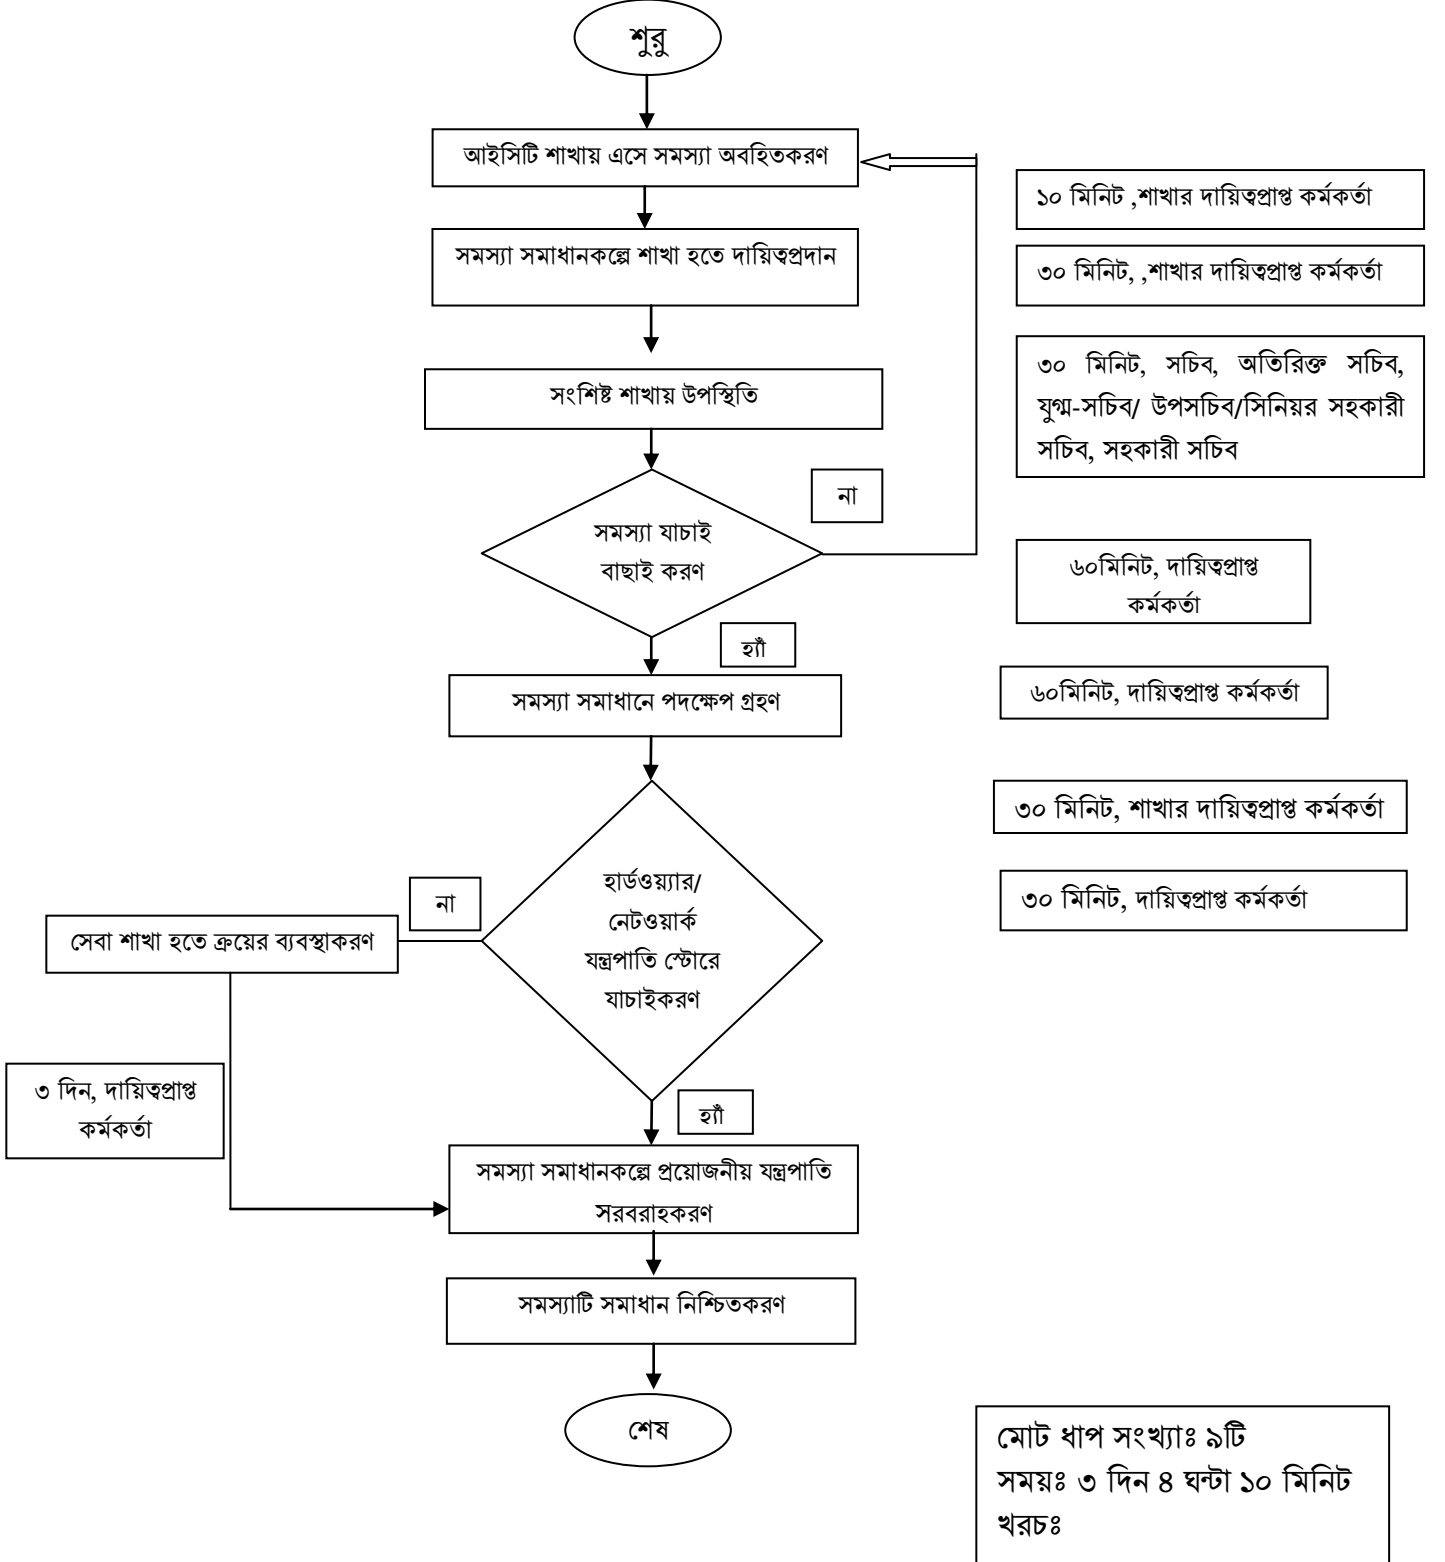 শুরু
আইসিটি শাখায় এসে সমস্যা অবহিতকরণ
১০ মিনিট ,শাখার দায়িত্বপ্রাপ্ত কর্মকর্তা
সমস্যা সমাধানকল্পে শাখা হতে দায়িত্বপ্রদান
৩০ মিনিট, ,শাখার দায়িত্বপ্রাপ্ত কর্মকর্তা
৩০ মিনিট, সচিব, অতিরিক্ত সচিব,
যুগ্ম-সচিব/ উপসচিব/সিনিয়র সহকারী
সচিব, সহকারী সচিব
সংশিষ্ট শাখায় উপস্থিতি
না
সমস্যা যাচাই
বাছাই করণ
৬০মিনিট, দায়িত্বপ্রাপ্ত
কর্মকর্তা
হ্যাঁ
সমস্যা সমাধানে পদক্ষেপ গ্রহণ
৬০মিনিট, দায়িত্বপ্রাপ্ত কর্মকর্তা
৩০ মিনিট, শাখার দায়িত্বপ্রাপ্ত কর্মকর্তা
হার্ডওয়্যার/
নেটওয়ার্ক
যন্ত্রপাতি স্টোরে
যাচাইকরণ
৩০ মিনিট, দায়িত্বপ্রাপ্ত কর্মকর্তা
না
সেবা শাখা হতে ক্রয়ের ব্যবস্থাকরণ
৩ দিন, দায়িত্বপ্রাপ্ত
কর্মকর্তা
হ্যাঁ
সমস্যা সমাধানকল্পে প্রয়োজনীয় যন্ত্রপাতি
সরবরাহকরণ
সমস্যাটি সমাধান নিশ্চিতকরণ
শেষ
মোট ধাপ সংখ্যাঃ ৯টি
সময়ঃ ৩ দিন ৪ ঘন্টা ১০ মিনিট
খরচঃ